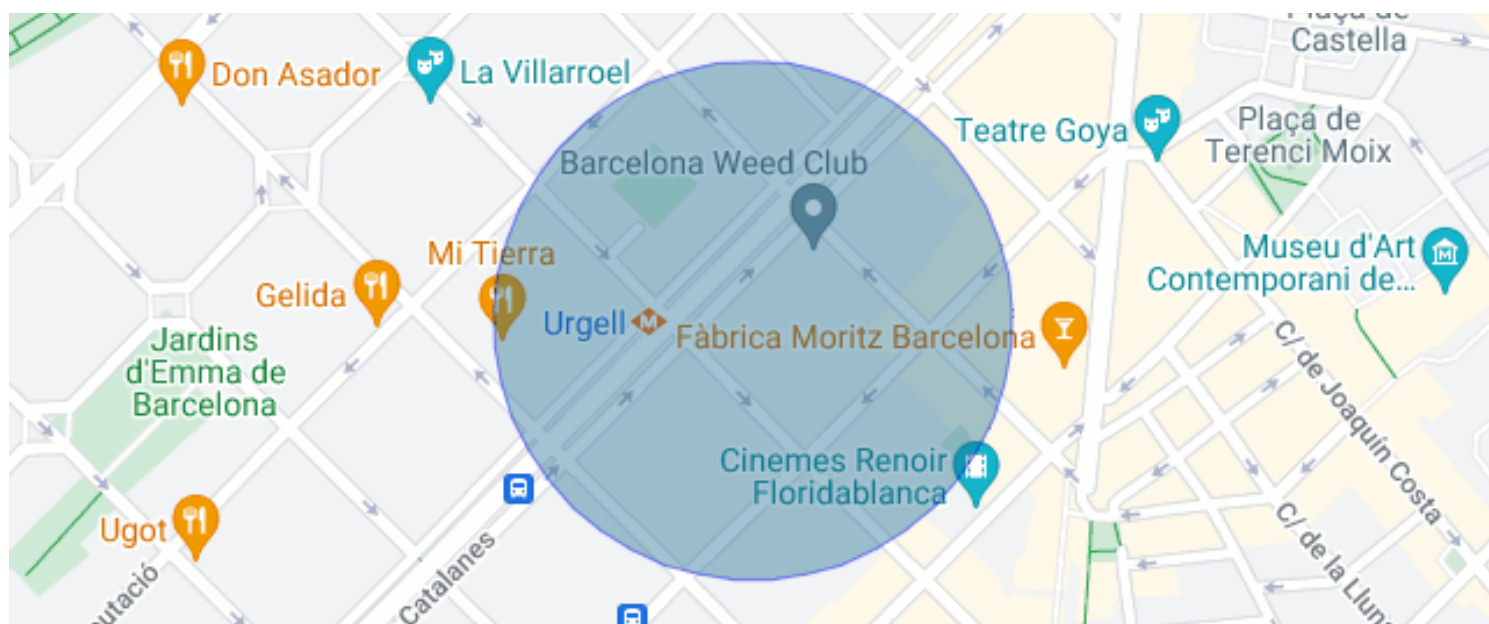 Plaça de
Castella
Don Asador
La Villarroel
Teatre Goya
Plaça de
Terenci Moix
Barcelona Weed Club
Mi Tierra
Museu d'Art
Contemporani de...
Gelida
Urgell
M
Fàbrica Moritz Barcelona
Jardins
d'Emma de
Barcelona
C/ de Joaquín Costa
Cinemes Renoir
Floridablanca
Ugot
Catalanes
utació
C/ de la Llun